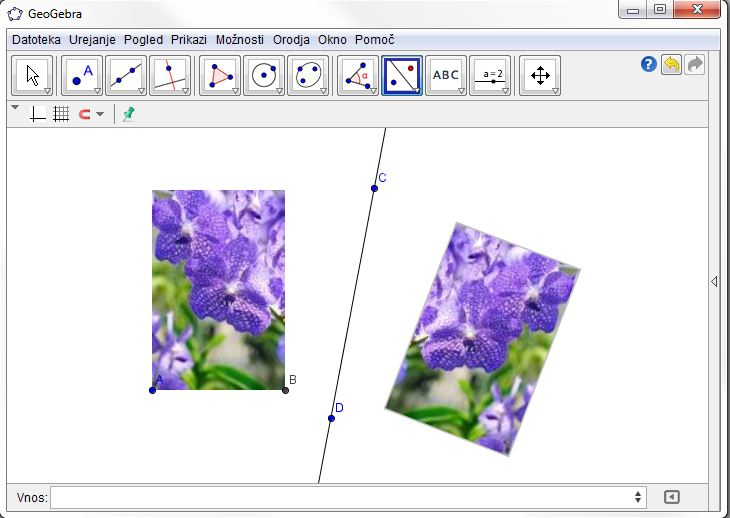 GeoGebra
Datoteka Urejanje Pogled Prikazi Možnosti Orodja Okno Pomoč
A α ABC a=2 ?
C
A B
D
Vnos: